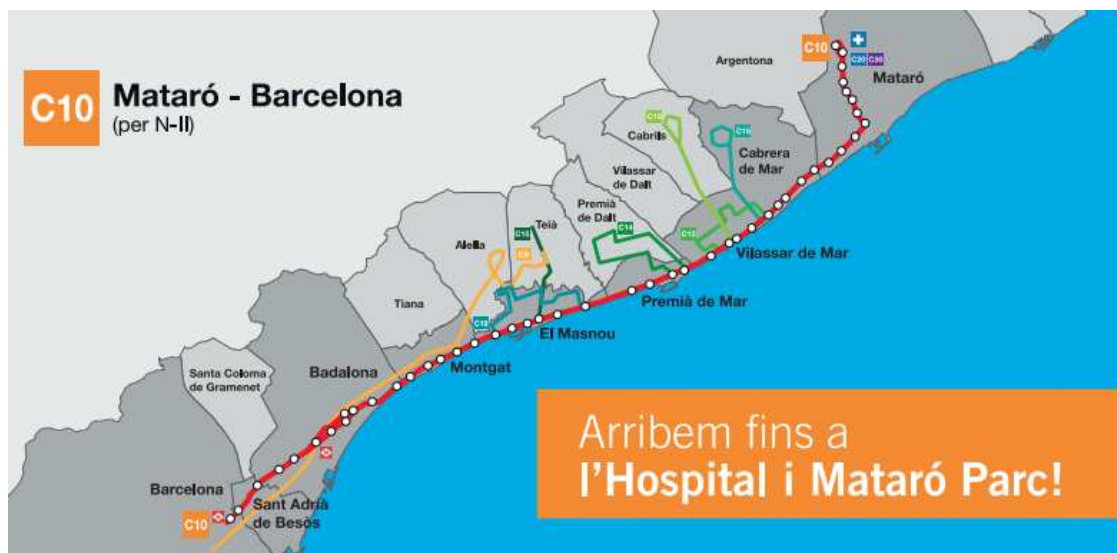 C10
Mataró - Barcelona
(per N-II)
C10
C20 C30
Mataró
Argentona
Cabrils
Cabrera
de Mar
Vilassar
de Dalt
Premià
de Dalt
C14
Teià
C15
Alella
Tiana
Vilassar de Mar
Premià de Mar
El Masnou
Montgat
Badalona
Santa Coloma
de Gramenet
Barcelona
Sant Adrià
de Besòs
C10
Arribem fins a
l'Hospital i Mataró Parc!